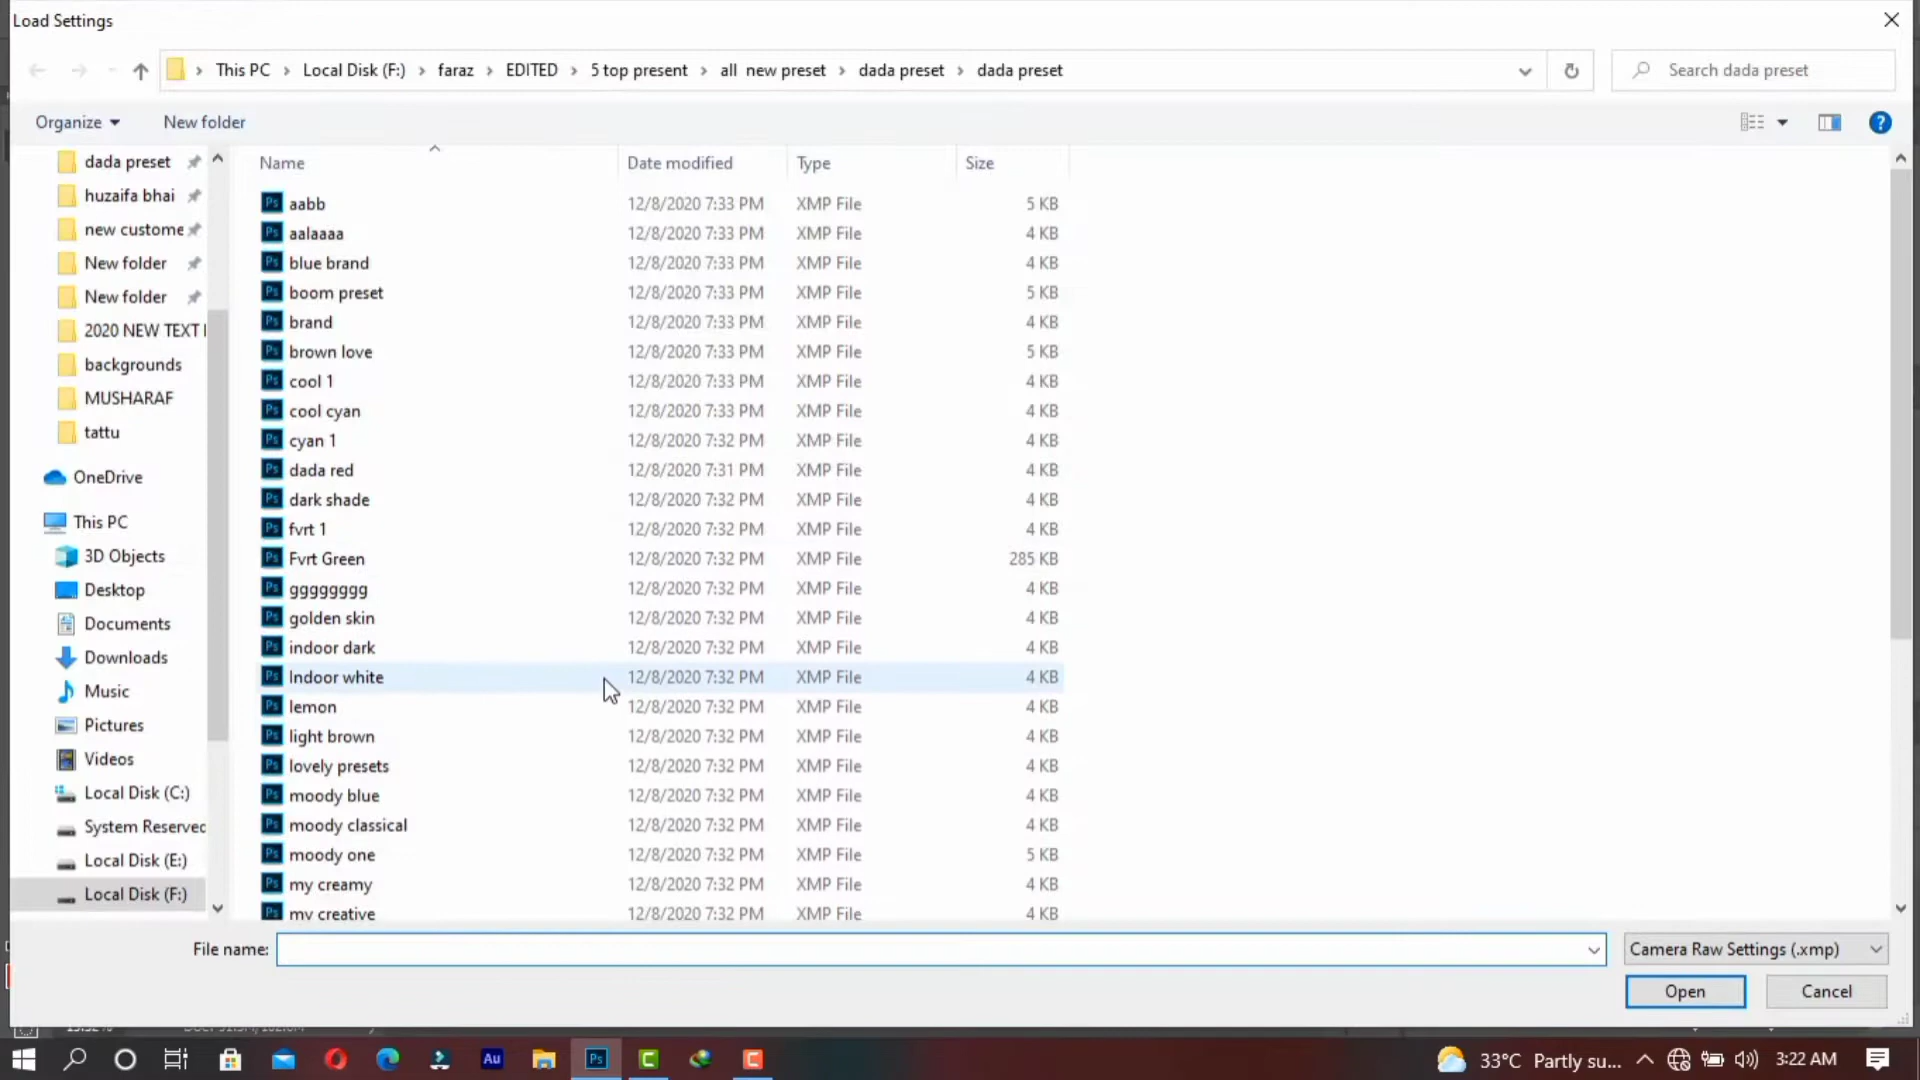 Load Settings
This PC > Local Disk (F:) > faraz > EDITED > 5 top present > all new preset > dada preset > dada preset
Search dada preset
Organize
New folder
dada preset
huzaifa bhai
new custome
New folder
New folder
2020 NEW TEXT
backgrounds
MUSHARAF
tattu
OneDrive
This PC
3D Objects
Desktop
Documents
Downloads
Music
Pictures
Videos
Local Disk (C:)
System Reserved
Local Disk (E:)
Local Disk (F:)
Name Date modified Type Size
aabb 12/8/2020 7:33 PM XMP File 5 KB
aalaaaa 12/8/2020 7:33 PM XMP File 4 KB
blue brand 12/8/2020 7:33 PM XMP File 4 KB
boom preset 12/8/2020 7:33 PM XMP File 5 KB
brand 12/8/2020 7:33 PM XMP File 4 KB
brown love 12/8/2020 7:33 PM XMP File 5 KB
cool 1 12/8/2020 7:33 PM XMP File 4 KB
cool cyan 12/8/2020 7:33 PM XMP File 4 KB
cyan 1 12/8/2020 7:32 PM XMP File 4 KB
dada red 12/8/2020 7:31 PM XMP File 4 KB
dark shade 12/8/2020 7:32 PM XMP File 4 KB
fvrt 1 12/8/2020 7:32 PM XMP File 4 KB
Fvrt Green 12/8/2020 7:32 PM XMP File 285 KB
gggggggg 12/8/2020 7:32 PM XMP File 4 KB
golden skin 12/8/2020 7:32 PM XMP File 4 KB
indoor dark 12/8/2020 7:32 PM XMP File 4 KB
Indoor white 12/8/2020 7:32 PM XMP File 4 KB
lemon 12/8/2020 7:32 PM XMP File 4 KB
light brown 12/8/2020 7:32 PM XMP File 4 KB
lovely presets 12/8/2020 7:32 PM XMP File 4 KB
moody blue 12/8/2020 7:32 PM XMP File 4 KB
moody classical 12/8/2020 7:32 PM XMP File 4 KB
moody one 12/8/2020 7:32 PM XMP File 5 KB
my creamy 12/8/2020 7:32 PM XMP File 4 KB
my creative 12/8/2020 7:32 PM XMP File 4 KB
File name:
Camera Raw Settings (.xmp)
Open
Cancel
Au
Ps
33°C Partly su...
3:22 AM